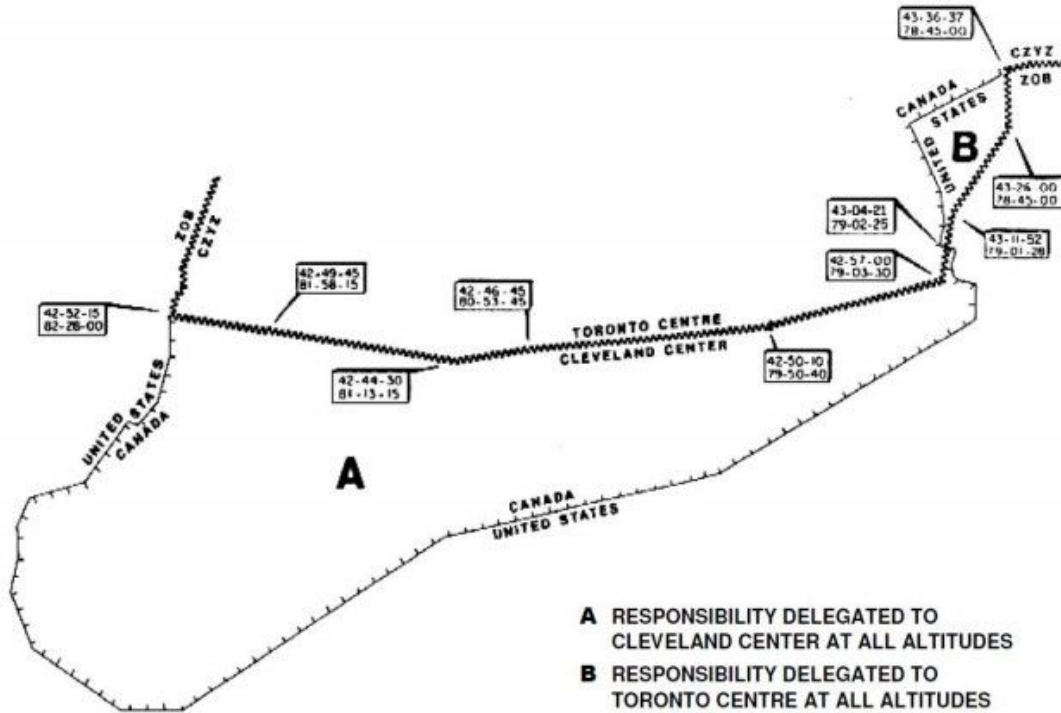 43-36-37
78-45-00
CZYZ
ZOB
CANADA
UNITED STATES
B
43-26-00
78-45-00
43-04-21
79-02-25
43-11-52
79-01-28
42-57-00
79-03-30
ZOB
CZYZ
42-49-45
81-58-15
42-52-15
82-28-00
42-46-45
80-53-45
TORONTO CENTRE
CLEVELAND CENTER
42-50-10
79-50-40
42-44-30
81-13-15
UNITED STATES
CANADA
A
CANADA
UNITED STATES
A RESPONSIBILITY DELEGATED TO
CLEVELAND CENTER AT ALL ALTITUDES
B RESPONSIBILITY DELEGATED TO
TORONTO CENTRE AT ALL ALTITUDES